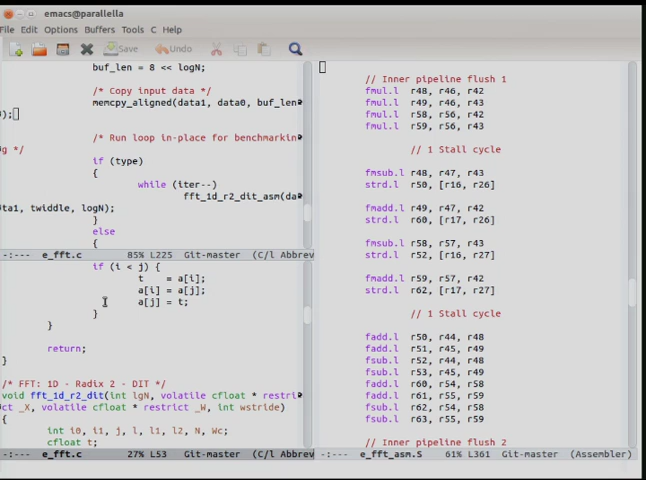 emacs@parallella
File Edit Options Buffers Tools C Help
Save Undo
buf_len = 8 << logN;
/* Copy input data */
memcpy_aligned(data1, data0, buf_len
);
/* Run loop in-place for benchmarkin
g */
if (type)
{
while (iter--)
fft_1d_r2_dit_asm(da
ta1, twiddle, logN);
}
else
{
-:--- e_fft.c 85% L225 Git-master (C/l Abbrev
if (i < j) {
t = a[i];
a[i] = a[j];
a[j] = t;
}
}
return;
}
/* FFT: 1D - Radix 2 - DIT */
void fft_1d_r2_dit(int lgN, volatile cfloat * restri
ct _X, volatile cfloat * restrict _W, int wstride)
{
int i0, i1, j, l, l1, l2, N, Wc;
cfloat t;
-:--- e_fft.c 27% L53 Git-master (C/l Abbrev
// Inner pipeline flush 1
fmul.l r48, r46, r42
fmul.l r49, r46, r43
fmul.l r58, r56, r42
fmul.l r59, r56, r43
// 1 Stall cycle
fmsub.l r48, r47, r43
strd.l r50, [r16, r26]
fmadd.l r49, r47, r42
strd.l r60, [r17, r26]
fmsub.l r58, r57, r43
strd.l r52, [r16, r27]
fmadd.l r59, r57, r42
strd.l r62, [r17, r27]
// 1 Stall cycle
fadd.l r50, r44, r48
fadd.l r51, r45, r49
fsub.l r52, r44, r48
fsub.l r53, r45, r49
fadd.l r60, r54, r58
fadd.l r61, r55, r59
fsub.l r62, r54, r58
fsub.l r63, r55, r59
// Inner pipeline flush 2
-:--- e_fft_asm.S 61% L361 Git-master (Assembler)